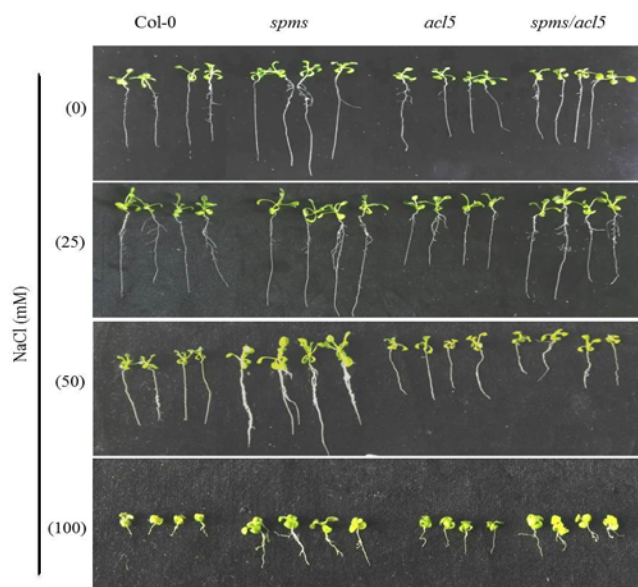 Col-0 spms acl5 spms/acl5
(0)
(25)
NaCl (mM)
(50)
(100)